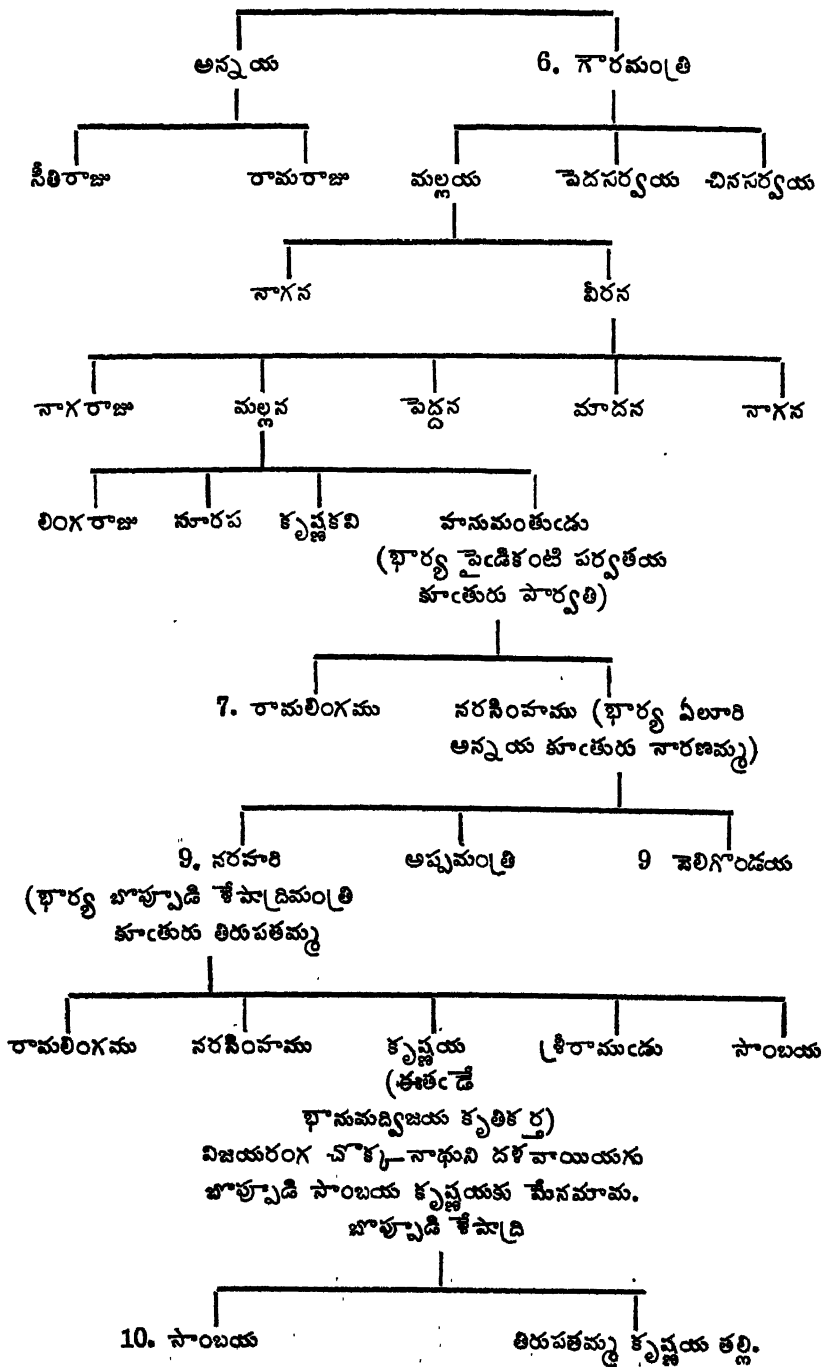 అన్నయ 6. గౌరమంత్రి
నీతిరాజు రామరాజు మల్లయ పెదసర్వయ చినసర్వయ
నాగన వీరన
నాగరాజు మల్లన పెద్దన మాదన నాగన
లింగరాజు నూరప కృష్ణకవి హనుమంతుఁడు
(భార్య పైఁడికంటి పర్వతయ
కూఁతురు పార్వతి)
7. రామలింగము నరసింహము (భార్య ఏలూరి
అన్నయ కూఁతురు నారణమ్మ)
9. నరహరి అప్పమంత్రి 9 వెలిగొండయ
(భార్య బొప్పూడి శేషాద్రిమంత్రి
కూఁతురు తిరుపతమ్మ
రామలింగము నరసింహము కృష్ణయ శ్రీరాముఁడు సాంబయ
(ఈతఁడే
భానుమద్విజయ కృతికర్త)
విజయరంగ చొక్కనాథుని దళవాయియగు
బొప్పూడి సాంబయ కృష్ణయకు మేనమామ.
బొప్పూడి శేషాద్రి
10. సాంబయ తిరుపతమ్మ కృష్ణయ తల్లి.